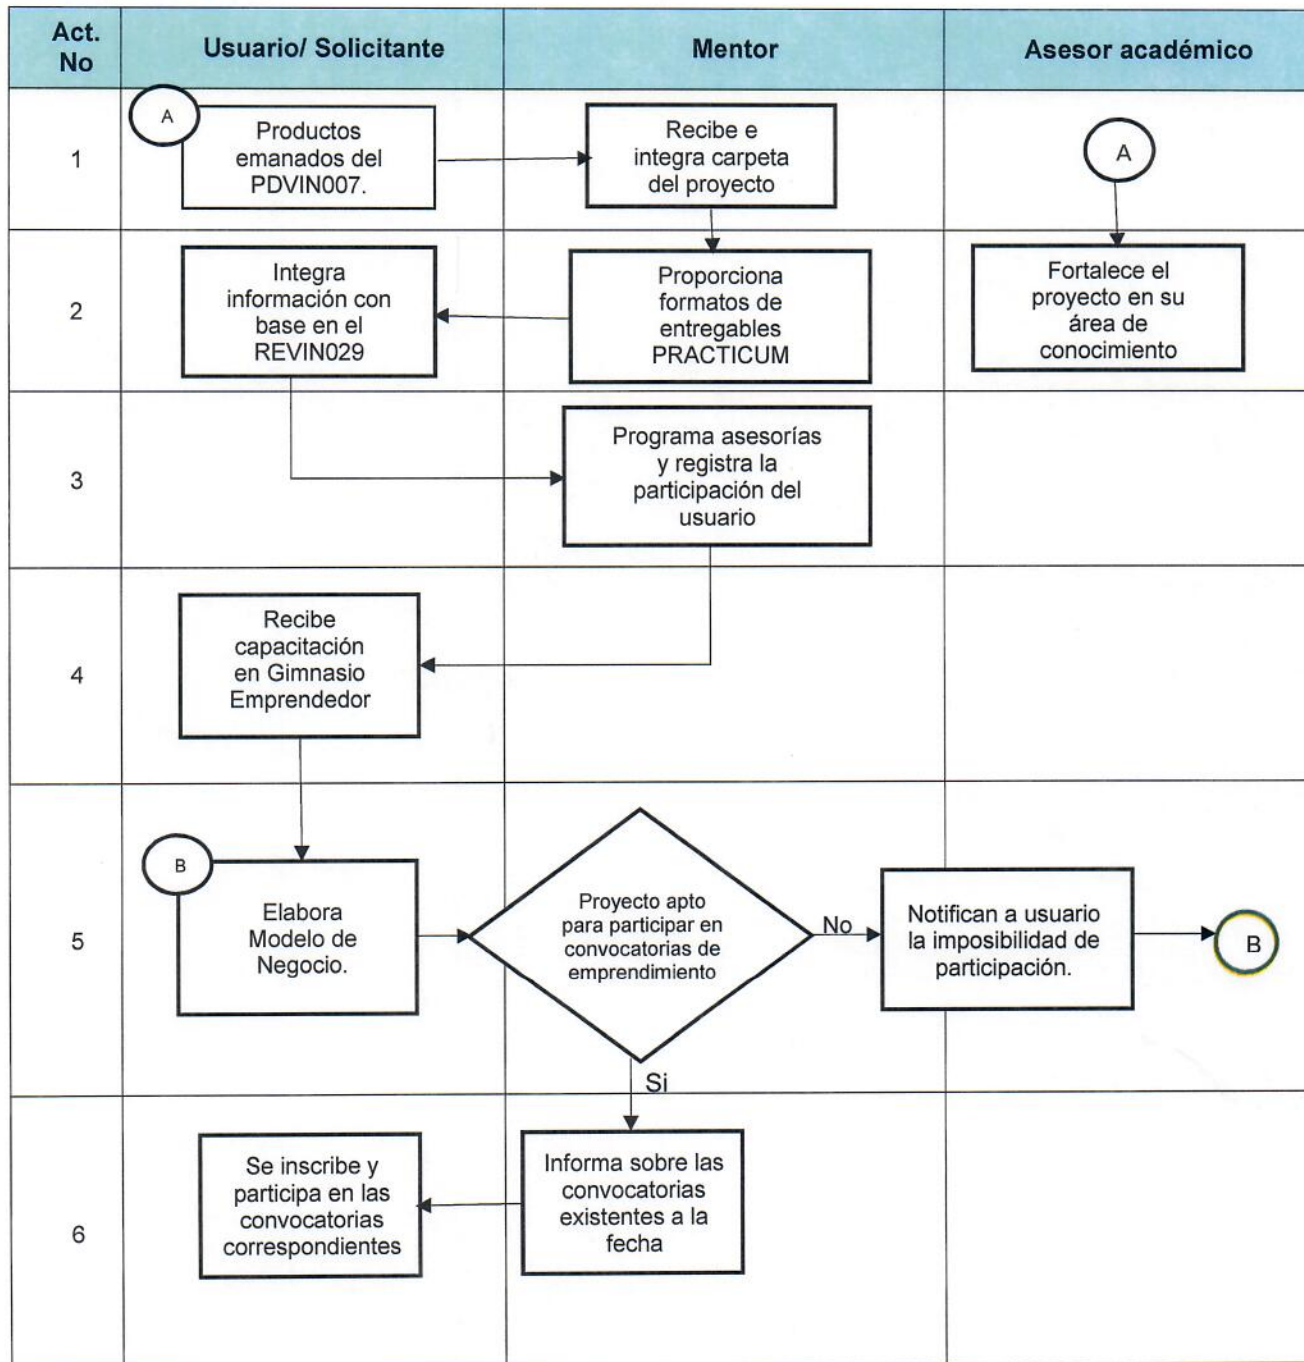 Act.
No
Usuario/ Solicitante
Mentor
Asesor académico
1
A
Productos
emanados del
PDVIN007.
Recibe e
integra carpeta
del proyecto
A
2
Integra
información con
base en el
REVIN029
Proporciona
formatos de
entregables
PRACTICUM
Fortalece el
proyecto en su
área de
conocimiento
3
Programa asesorías
y registra la
participación del
usuario
4
Recibe
capacitación
en Gimnasio
Emprendedor
5
B
Elabora
Modelo de
Negocio.
Proyecto apto
para participar en
convocatorias de
emprendimiento
No
Notifican a usuario
la imposibilidad de
participación.
B
Si
6
Se inscribe y
participa en las
convocatorias
correspondientes
Informa sobre las
convocatorias
existentes a la
fecha